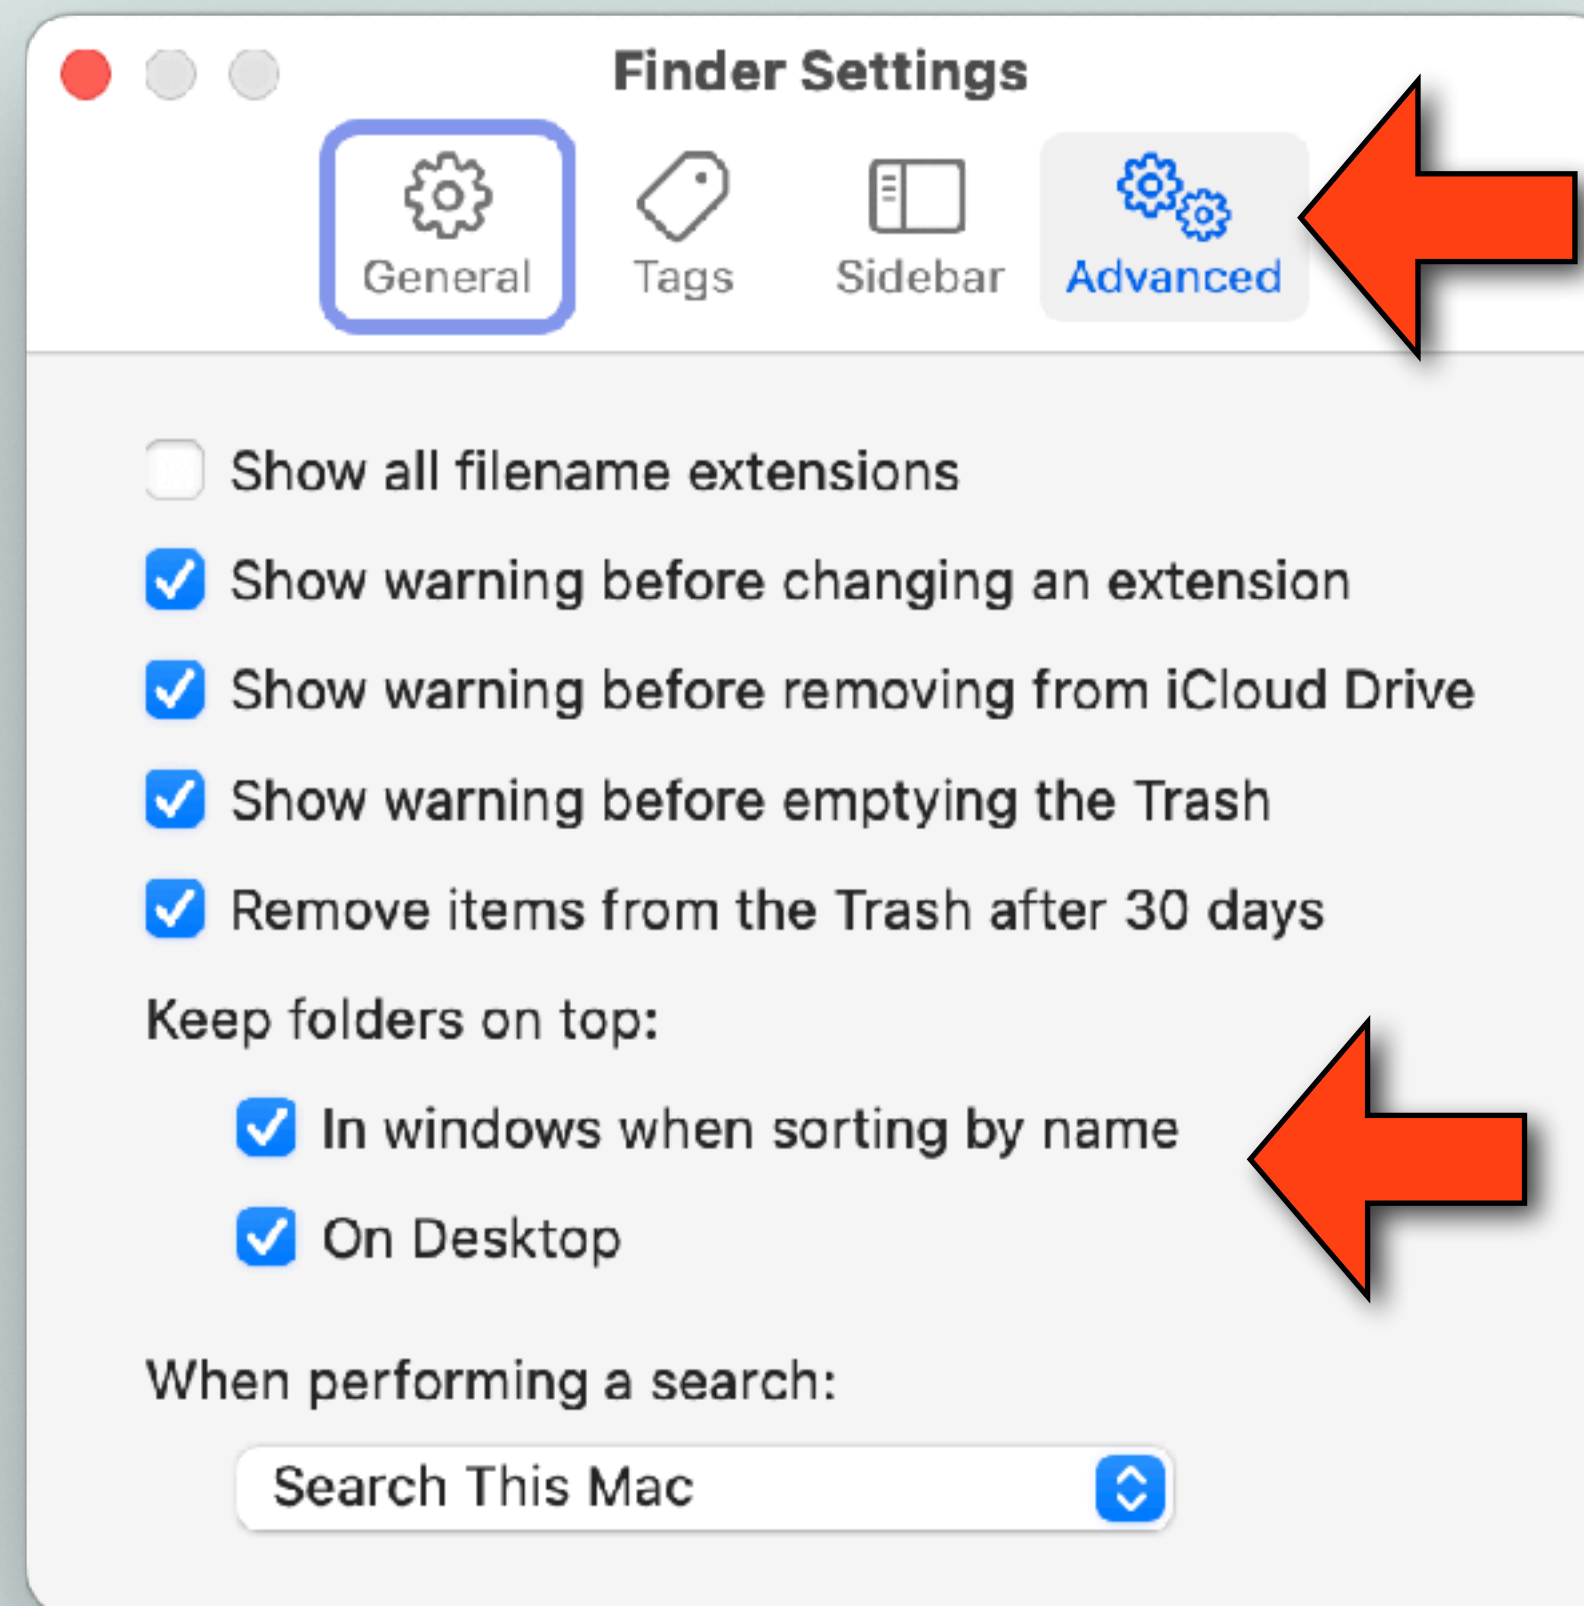 Finder Settings
General Tags Sidebar Advanced
Show all filename extensions
Show warning before changing an extension
Show warning before removing from iCloud Drive
Show warning before emptying the Trash
Remove items from the Trash after 30 days
Keep folders on top:
In windows when sorting by name
On Desktop
When performing a search:
Search This Mac